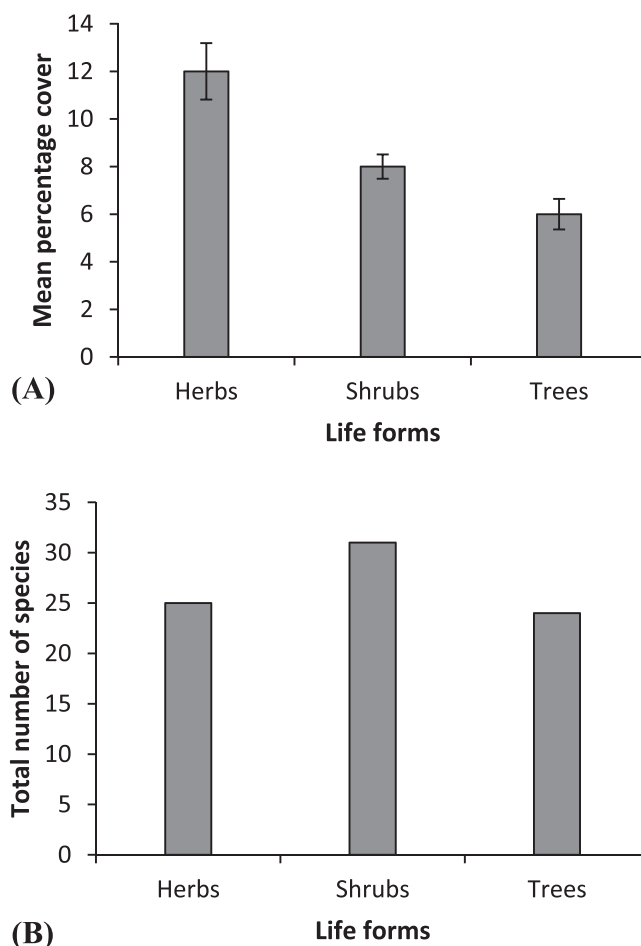 Mean percentage cover
14
12
10
8
6
4
2
0
Herbs Shrubs Trees
(A)
Life forms
Total number of species
35
30
25
20
15
10
5
0
Herbs Shrubs Trees
(B)
Life forms